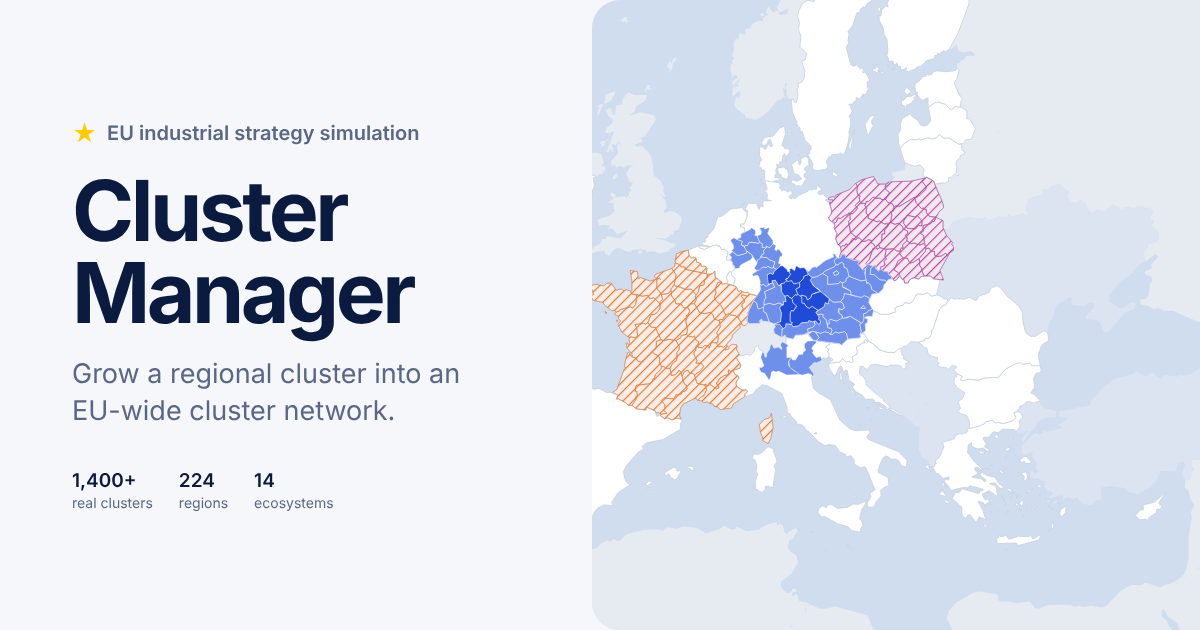 EU industrial strategy simulation
Cluster
Manager
Grow a regional cluster into an
EU-wide cluster network.
1,400+ 224 14
real clusters regions ecosystems